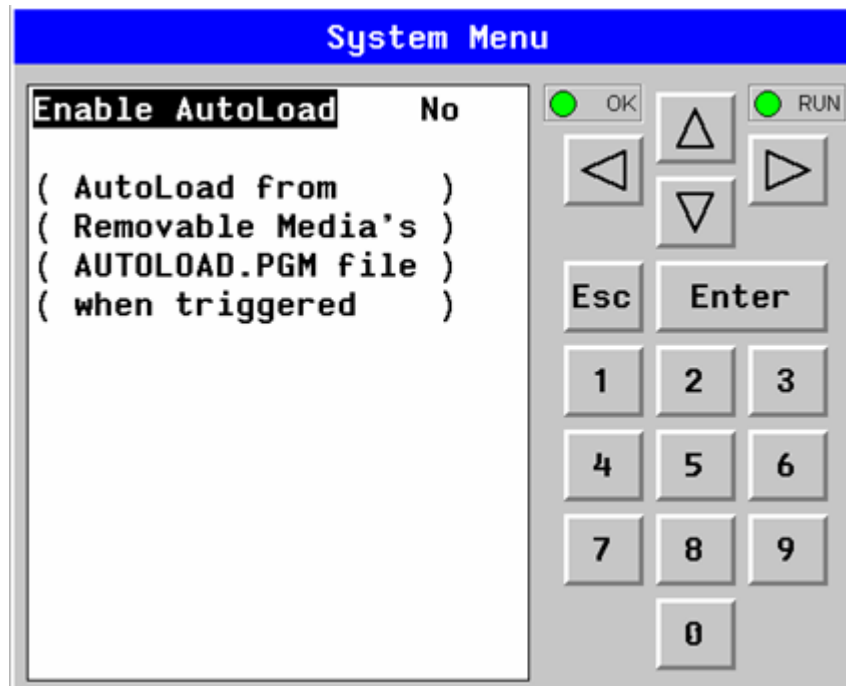 System Menu
Enable AutoLoad No
( AutoLoad from )
( Removable Media's )
( AUTOLOAD.PGM file )
( when triggered )
OK
RUN
Esc
Enter
1
2
3
4
5
6
7
8
9
0